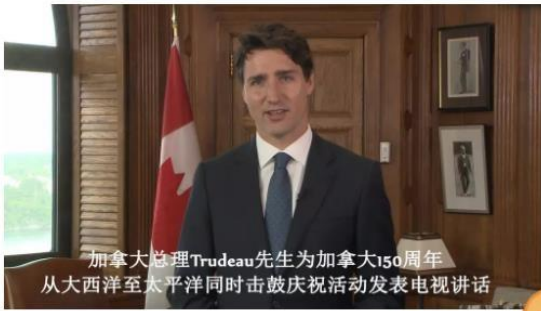 加拿大总理Trudeau先生为加拿大150周年
从大西洋至太平洋同时击鼓庆祝活动发表电视讲话